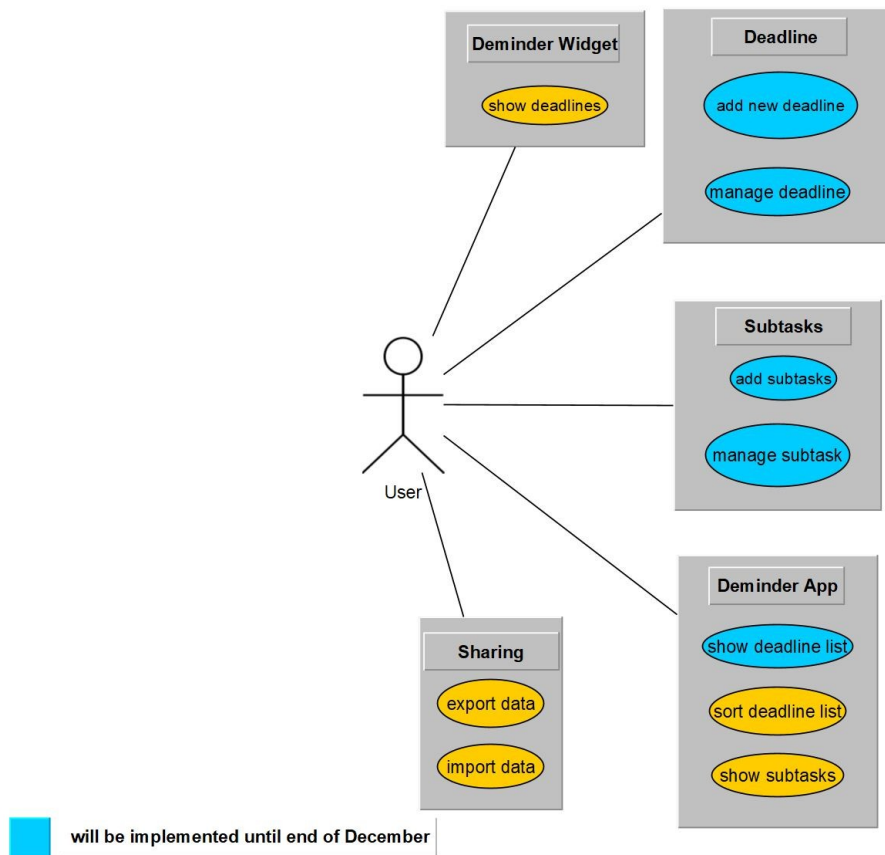 Deminder Widget
show deadlines
Deadline
add new deadline
manage deadline
Subtasks
add subtasks
manage subtask
User
Deminder App
show deadline list
sort deadline list
show subtasks
Sharing
export data
import data
will be implemented until end of December